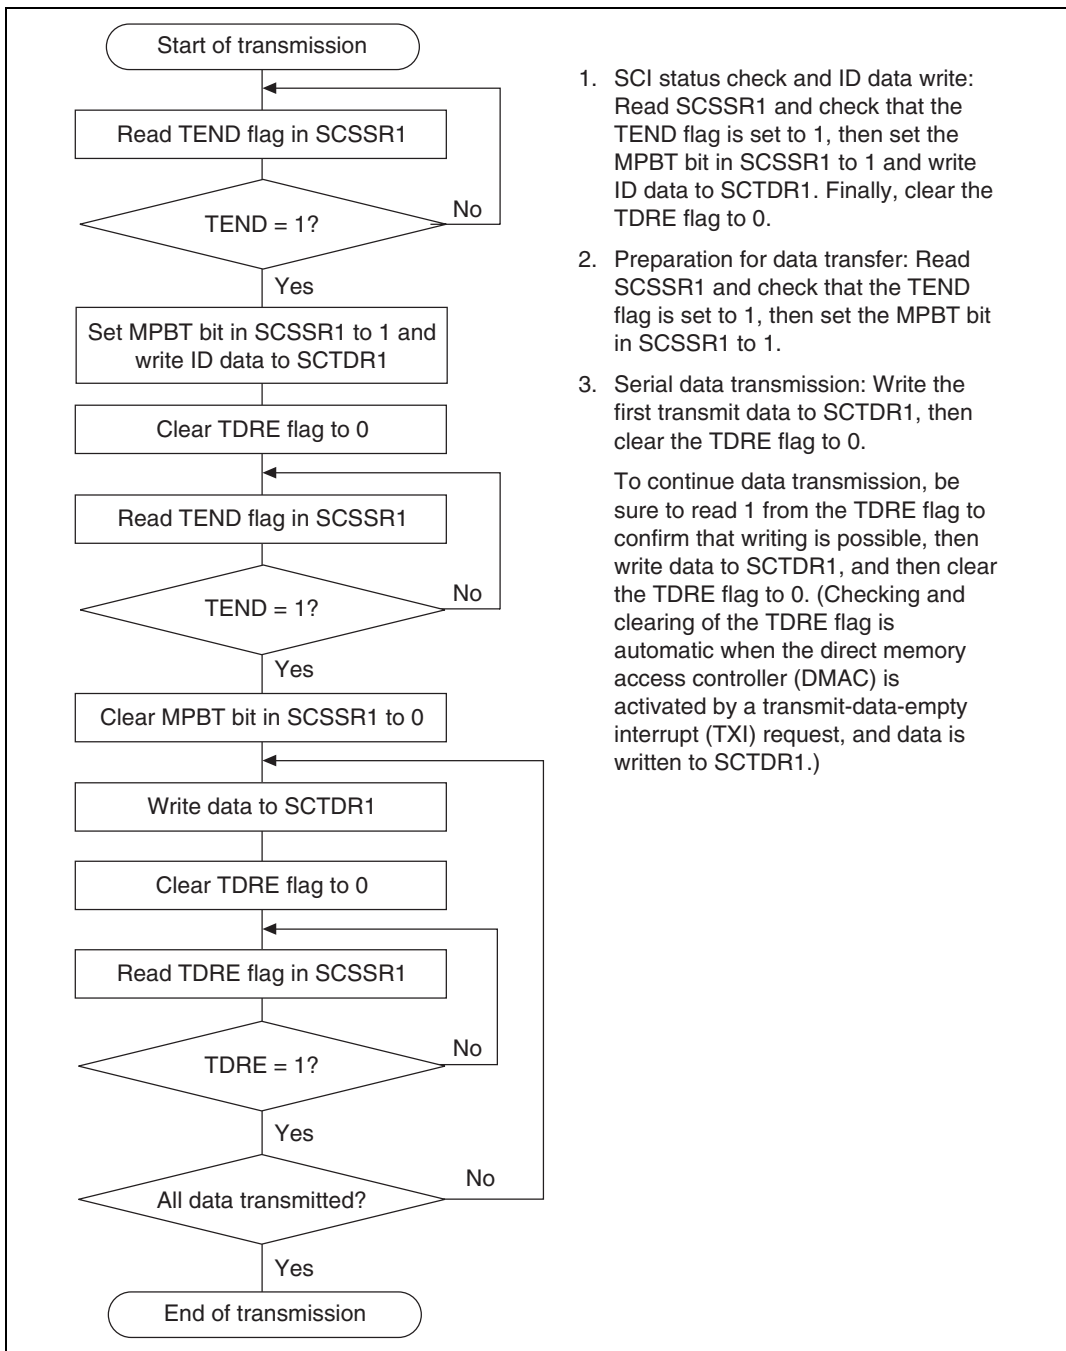 Start of transmission
Read TEND flag in SCSSR1
TEND = 1?
No
Yes
Set MPBT bit in SCSSR1 to 1 and
write ID data to SCTDR1
Clear TDRE flag to 0
Read TEND flag in SCSSR1
TEND = 1?
No
Yes
Clear MPBT bit in SCSSR1 to 0
Write data to SCTDR1
Clear TDRE flag to 0
Read TDRE flag in SCSSR1
TDRE = 1?
No
Yes
All data transmitted?
No
Yes
End of transmission
1. SCI status check and ID data write:
Read SCSSR1 and check that the
TEND flag is set to 1, then set the
MPBT bit in SCSSR1 to 1 and write
ID data to SCTDR1. Finally, clear the
TDRE flag to 0.
2. Preparation for data transfer: Read
SCSSR1 and check that the TEND
flag is set to 1, then set the MPBT bit
in SCSSR1 to 1.
3. Serial data transmission: Write the
first transmit data to SCTDR1, then
clear the TDRE flag to 0.
To continue data transmission, be
sure to read 1 from the TDRE flag to
confirm that writing is possible, then
write data to SCTDR1, and then clear
the TDRE flag to 0. (Checking and
clearing of the TDRE flag is
automatic when the direct memory
access controller (DMAC) is
activated by a transmit-data-empty
interrupt (TXI) request, and data is
written to SCTDR1.)